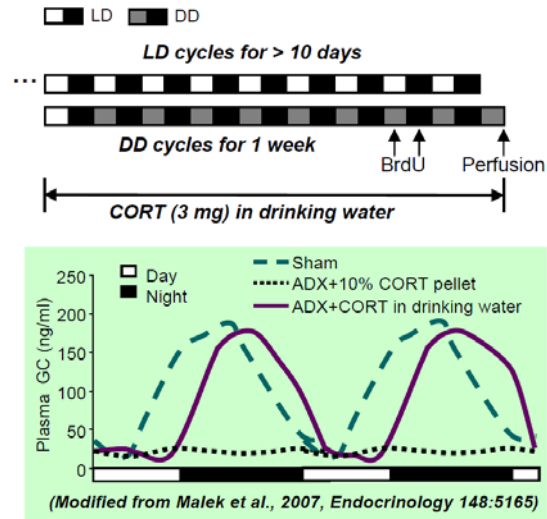 LD DD
LD cycles for > 10 days
...
DD cycles for 1 week
BrdU Perfusion
CORT (3 mg) in drinking water
Day
Night
Sham
ADX+10% CORT pellet
ADX+CORT in drinking water
Plasma GC (ng/ml)
250
200
150
100
50
0
(Modified from Malek et al., 2007, Endocrinology 148:5165)